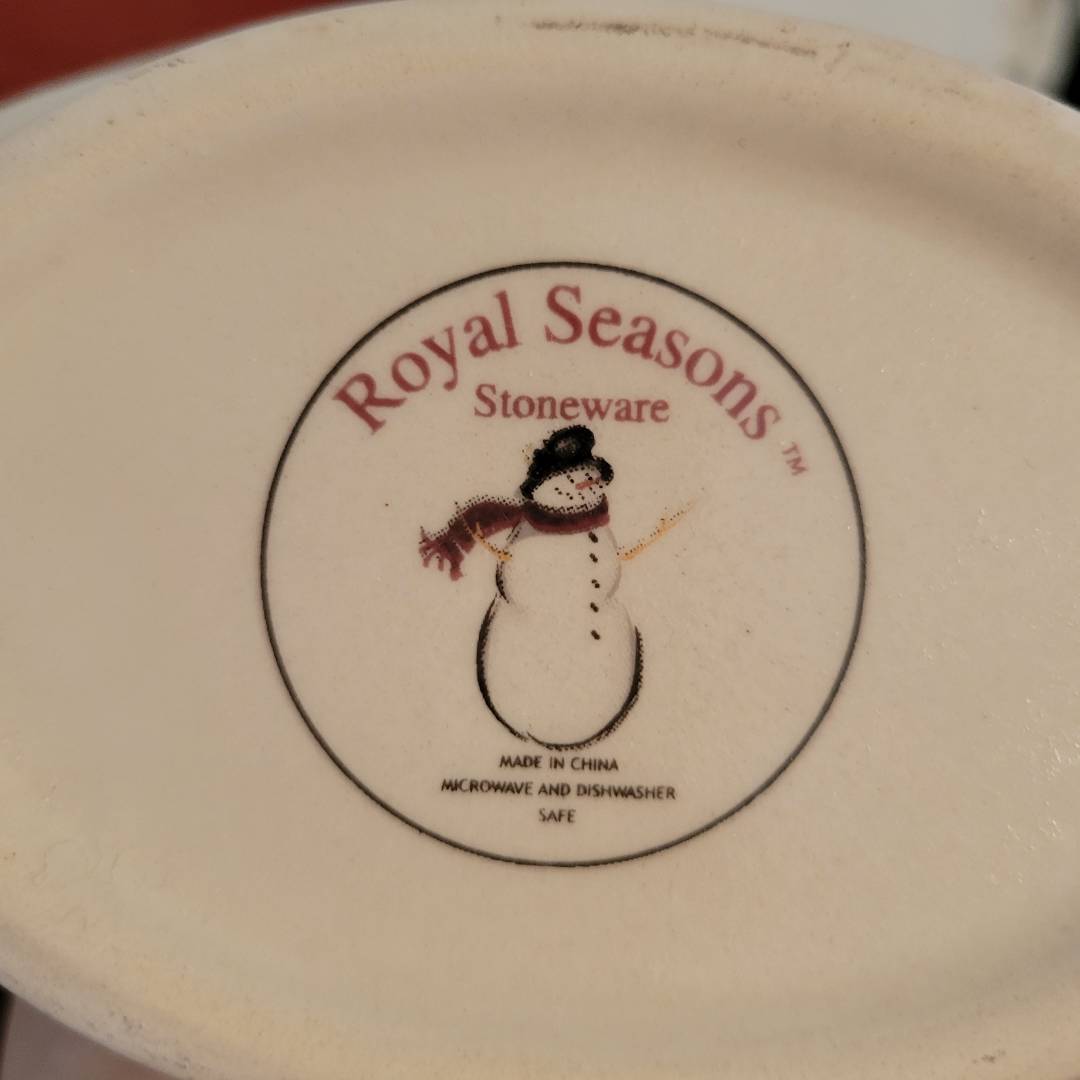 Royal Seasons ™
Stoneware
MADE IN CHINA
MICROWAVE AND DISHWASHER
SAFE